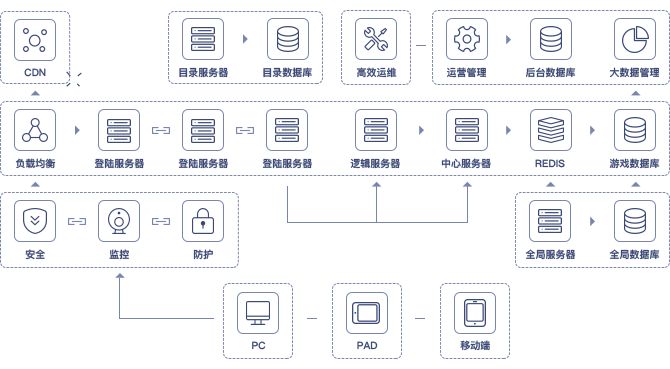 CDN
目录服务器
目录数据库
高效运维
运营管理
后台数据库
大数据管理
负载均衡
登陆服务器
登陆服务器
登陆服务器
逻辑服务器
中心服务器
REDIS
游戏数据库
安全
监控
防护
全局服务器
全局数据库
PC
PAD
移动端